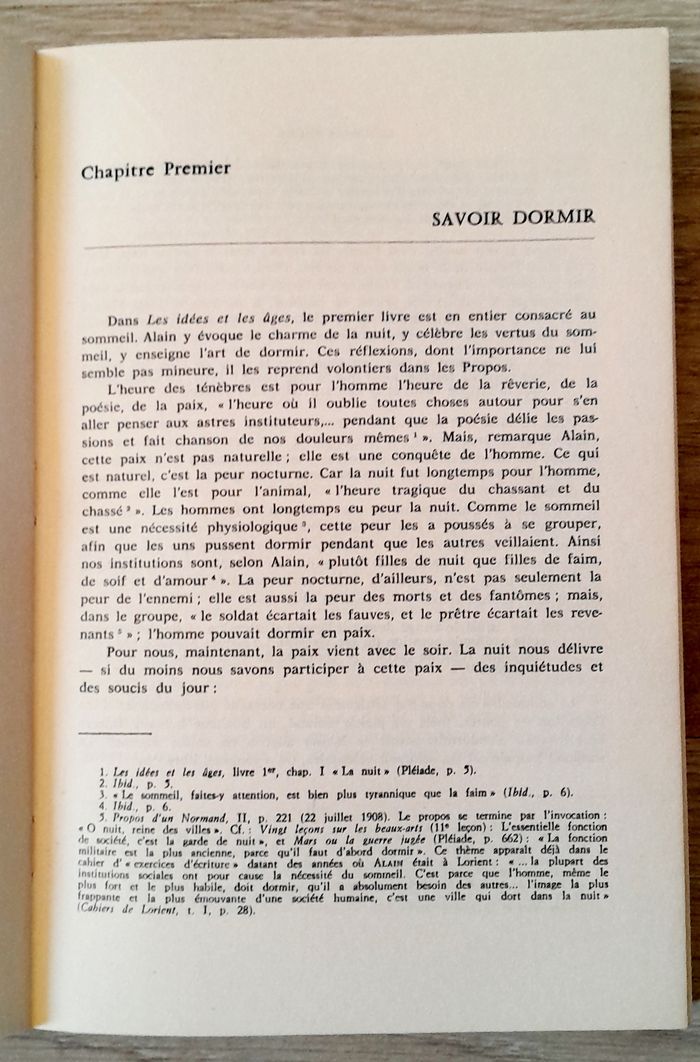 Chapitre Premier
SAVOIR DORMIR
Dans Les idées et les âges, le premier livre est en entier consacré au
sommeil. Alain y évoque le charme de la nuit, y célèbre les vertus du som-
meil, y enseigne l'art de dormir. Ces réflexions, dont l'importance ne lui
semble pas mineure, il les reprend volontiers dans les Propos.
L'heure des ténèbres est pour l'homme l'heure de la rêverie, de la
poésie, de la paix, « l'heure où il oublie toutes choses autour pour s'en
aller penser aux astres instituteurs,... pendant que la poésie délie les pas-
sions et fait chanson de nos douleurs mêmes ¹ ». Mais, remarque Alain,
cette paix n'est pas naturelle ; elle est une conquête de l'homme. Ce qui
est naturel, c'est la peur nocturne. Car la nuit fut longtemps pour l'homme,
comme elle l'est pour l'animal, « l'heure tragique du chassant et du
chassé ² ». Les hommes ont longtemps eu peur la nuit. Comme le sommeil
est une nécessité physiologique ³, cette peur les a poussés à se grouper,
afin que les uns pussent dormir pendant que les autres veillaient. Ainsi
nos institutions sont, selon Alain, « plutôt filles de nuit que filles de faim,
de soif et d'amour ⁴ ». La peur nocturne, d'ailleurs, n'est pas seulement la
peur de l'ennemi ; elle est aussi la peur des morts et des fantômes ; mais,
dans le groupe, « le soldat écartait les fauves, et le prêtre écartait les reve-
nants ⁵ » ; l'homme pouvait dormir en paix.
Pour nous, maintenant, la paix vient avec le soir. La nuit nous délivre
— si du moins nous savons participer à cette paix — des inquiétudes et
des soucis du jour :
1. Les idées et les âges, livre 1er, chap. I « La nuit » (Pléiade, p. 5).
2. Ibid., p. 5.
3. « Le sommeil, faites-y attention, est bien plus tyrannique que la faim » (Ibid., p. 6).
4. Ibid., p. 6.
5. Propos d'un Normand, II, p. 221 (22 juillet 1908). Le propos se termine par l'invocation :
« O nuit, reine des villes ». Cf. : Vingt leçons sur les beaux-arts (11e leçon) : L'essentielle fonction
de société, c'est la garde de nuit », et Mars ou la guerre jugée (Pléiade, p. 662) : « La fonction
militaire est la plus ancienne, parce qu'il faut d'abord dormir ». Ce thème apparaît déjà dans le
cahier d' « exercices d'écriture » datant des années où ALAIN était à Lorient : « ... la plupart des
institutions sociales ont pour cause la nécessité du sommeil. C'est parce que l'homme, même le
plus fort et le plus habile, doit dormir, qu'il a absolument besoin des autres... l'image la plus
frappante et la plus émouvante d'une société humaine, c'est une ville qui dort dans la nuit »
(Cahiers de Lorient, t. I, p. 28).